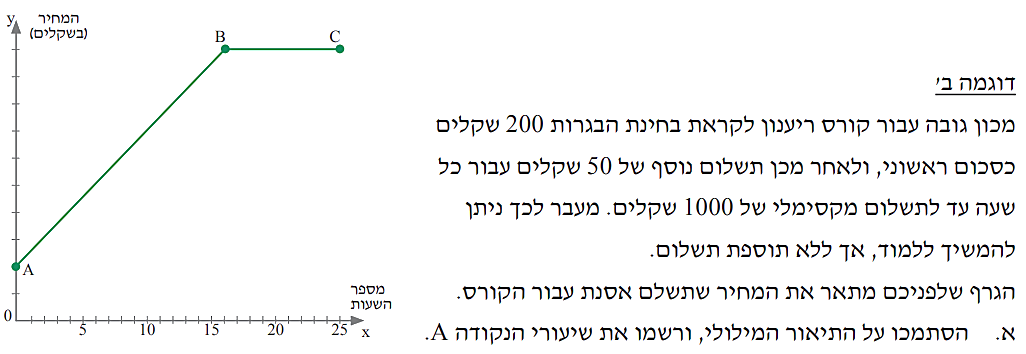 דוגמה ב'
מכון גובה עבור קורס ריענון לקראת בחינת הבגרות 200 שקלים
כסכום ראשוני, ולאחר מכן תשלום נוסף של 50 שקלים עבור כל
שעה עד לתשלום מקסימלי של 1000 שקלים. מעבר לכך ניתן
להמשיך ללמוד, אך ללא תוספת תשלום.
הגרף שלפניכם מתאר את המחיר שתשלם אסנת עבור הקורס.
א. הסתמכו על התיאור המילולי, ורשמו את שיעורי הנקודה A.
y
המחיר
(בשקלים)
B
C
A
מספר
השעות
0
5
10
15
20
25
x